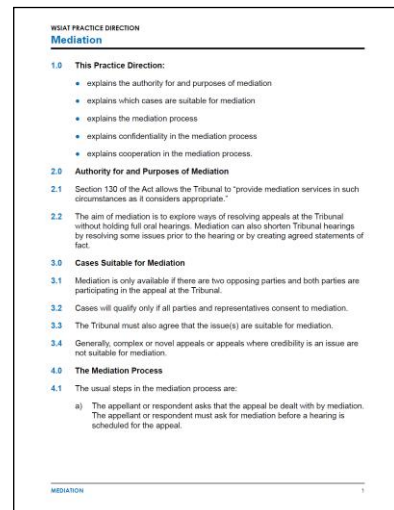 WSIAT PRACTICE DIRECTION
Mediation
1.0 This Practice Direction:
• explains the authority for and purposes of mediation
• explains which cases are suitable for mediation
• explains the mediation process
• explains confidentiality in the mediation process
• explains cooperation in the mediation process.
2.0 Authority for and Purposes of Mediation
2.1 Section 130 of the Act allows the Tribunal to “provide mediation services in such
circumstances as it considers appropriate.”
2.2 The aim of mediation is to explore ways of resolving appeals at the Tribunal
without holding full oral hearings. Mediation can also shorten Tribunal hearings
by resolving some issues prior to the hearing or by creating agreed statements of
fact.
3.0 Cases Suitable for Mediation
3.1 Mediation is only available if there are two opposing parties and both parties are
participating in the appeal at the Tribunal.
3.2 Cases will qualify only if all parties and representatives consent to mediation.
3.3 The Tribunal must also agree that the issue(s) are suitable for mediation.
3.4 Generally, complex or novel appeals or appeals where credibility is an issue are
not suitable for mediation.
4.0 The Mediation Process
4.1 The usual steps in the mediation process are:
a) The appellant or respondent asks that the appeal be dealt with by mediation.
The appellant or respondent must ask for mediation before a hearing is
scheduled for the appeal.
MEDIATION 1